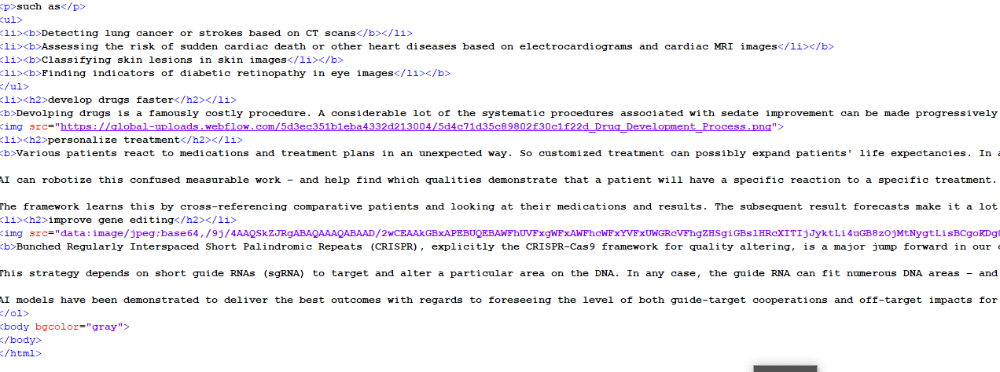 <p>such as</p>
<ul>
<li><b>Detecting lung cancer or strokes based on CT scans</b></li>
<li><b>Assessing the risk of sudden cardiac death or other heart diseases based on electrocardiograms and cardiac MRI images</li></b>
<li><b>Classifying skin lesions in skin images</li></b>
<li><b>Finding indicators of diabetic retinopathy in eye images</li></b>
</ul>
<li><h2>develop drugs faster</h2></li>
<b>Devolping drugs is a famously costly procedure. A considerable lot of the systematic procedures associated with sedate improvement can be made progressively
<img src="https://global-uploads.webflow.com/5d3ec351b1eba4332d213004/5d4c71d35c89802f30c1f22d_Drug_Development_Process.png">
<li><h2>personalize treatment</h2></li>
<b>Various patients react to medications and treatment plans in an unexpected way. So customized treatment can possibly expand patients' life expectancies. In
AI can robotize this confused measurable work – and help find which qualities demonstrate that a patient will have a specific reaction to a specific treatment.
The framework learns this by cross-referencing comparative patients and looking at their medications and results. The subsequent result forecasts make it a lot
<li><h2>improve gene editing</h2></li>
<img src="data:image/jpeg;base64,/9j/4AAQSkZJRgABAQAAAQABAAD/2wCEAAkGBxAPEBUQEBAWFhUVFxgWFxAWFhcWFxYVFxUWGRcVFhgZHSgiGBslHRcXITIjJyktLi4uGB8zOjMtNygtLisBCgoKDg
<b>Bunched Regularly Interspaced Short Palindromic Repeats (CRISPR), explicitly the CRISPR-Cas9 framework for quality altering, is a major jump forward in our
This strategy depends on short guide RNAs (sgRNA) to target and alter a particular area on the DNA. In any case, the guide RNA can fit numerous DNA areas – and
AI models have been demonstrated to deliver the best outcomes with regards to foreseeing the level of both guide-target cooperations and off-target impacts for
</ol>
<body bgcolor="gray">
</body>
</html>